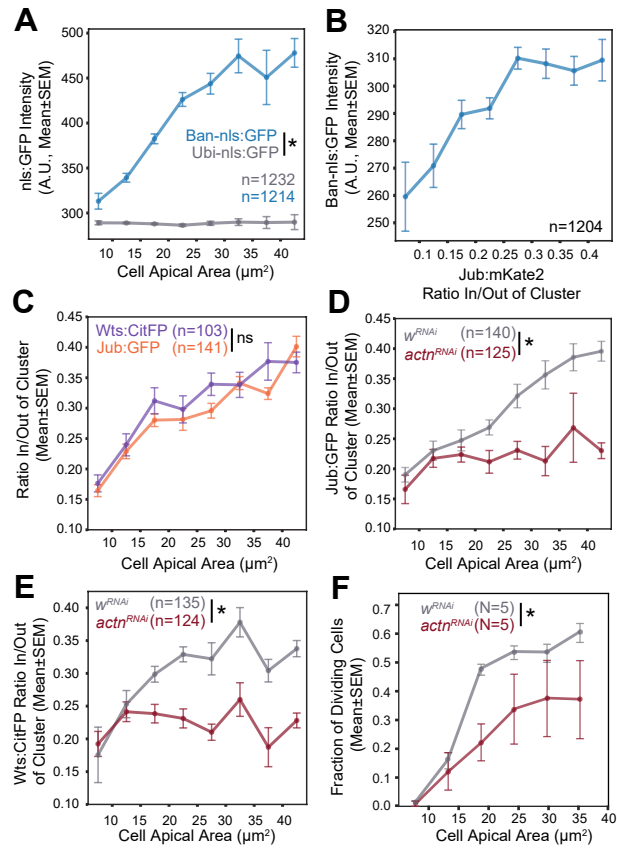 A
500
450
400
350
300
nls:GFP Intensity
(A.U., Mean±SEM)
Ban-nls:GFP
Ubi-nls:GFP
*
n=1232
n=1214
10 15 20 25 30 35 40
Cell Apical Area (µm²)
B
320
310
300
290
280
270
260
250
Ban-nls:GFP Intensity
(A.U., Mean±SEM)
n=1204
0.1 0.15 0.2 0.25 0.3 0.35 0.4
Jub:mKate2
Ratio In/Out of Cluster
C
0.45
0.40
0.35
0.30
0.25
0.20
0.15
0.10
Ratio In/Out of Cluster
(Mean±SEM)
Wts:CitFP (n=103)
Jub:GFP (n=141)
ns
10 15 20 25 30 35 40
Cell Apical Area (µm²)
D
0.45
0.40
0.35
0.30
0.25
0.20
0.15
0.10
Jub:GFP Ratio In/Out
of Cluster (Mean±SEM)
wRNAi (n=140)
actnRNAi (n=125)
*
10 15 20 25 30 35 40
Cell Apical Area (µm²)
E
0.40
0.35
0.30
0.25
0.20
0.15
0.10
Wts:CitFP Ratio In/Out
of Cluster (Mean±SEM)
wRNAi (n=135)
actnRNAi (n=124)
*
10 15 20 25 30 35 40
Cell Apical Area (µm²)
F
0.7
0.6
0.5
0.4
0.3
0.2
0.1
0.0
Fraction of Dividing Cells
(Mean±SEM)
wRNAi (N=5)
actnRNAi (N=5)
*
10 15 20 25 30 35 40
Cell Apical Area (µm²)